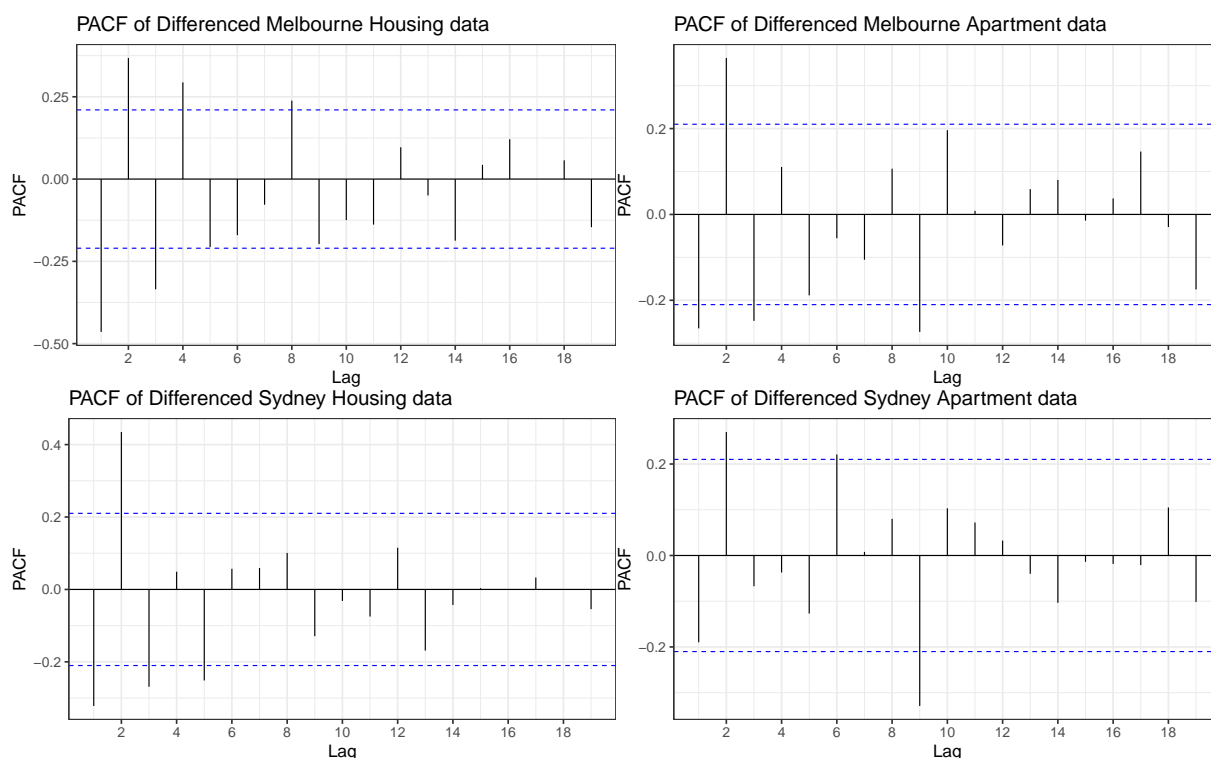 PACF of Differenced Melbourne Housing data
PACF
0.25
0.00
−0.25
−0.50
2 4 6 8 10 12 14 16 18
Lag
PACF of Differenced Melbourne Apartment data
PACF
0.2
0.0
−0.2
2 4 6 8 10 12 14 16 18
Lag
PACF of Differenced Sydney Housing data
PACF
0.4
0.2
0.0
−0.2
2 4 6 8 10 12 14 16 18
Lag
PACF of Differenced Sydney Apartment data
PACF
0.2
0.0
−0.2
2 4 6 8 10 12 14 16 18
Lag